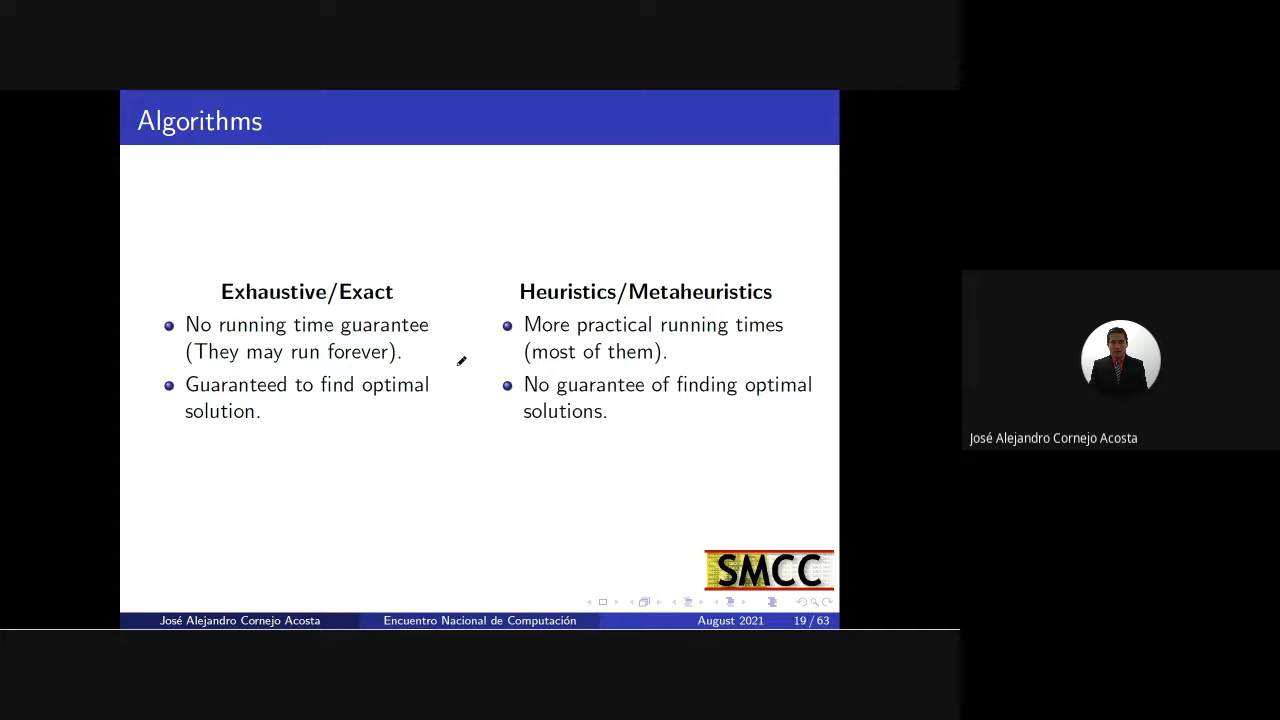 Algorithms
Exhaustive/Exact
No running time guarantee
(They may run forever).
Guaranteed to find optimal
solution.
Heuristics/Metaheuristics
More practical running times
(most of them).
No guarantee of finding optimal
solutions.
SMCC
José Alejandro Cornejo Acosta
Encuentro Nacional de Computación
August 2021
19 / 63
José Alejandro Cornejo Acosta